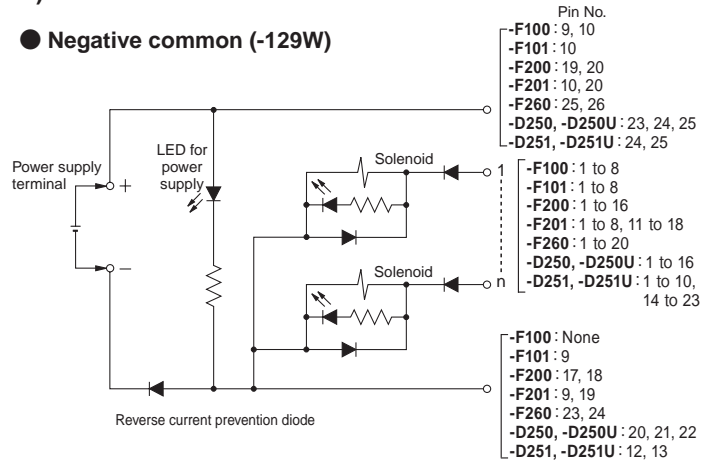 ● Negative common (-129W)
Pin No.
-F100 : 9, 10
-F101 : 10
-F200 : 19, 20
-F201 : 10, 20
-F260 : 25, 26
-D250, -D250U : 23, 24, 25
-D251, -D251U : 24, 25
Power supply
terminal
+
−
LED for
power
supply
Solenoid
1
-F100 : 1 to 8
-F101 : 1 to 8
-F200 : 1 to 16
-F201 : 1 to 8, 11 to 18
-F260 : 1 to 20
-D250, -D250U : 1 to 16
-D251, -D251U : 1 to 10,
14 to 23
Solenoid
n
-F100 : None
-F101 : 9
-F200 : 17, 18
-F201 : 9, 19
-F260 : 23, 24
-D250, -D250U : 20, 21, 22
-D251, -D251U : 12, 13
Reverse current prevention diode